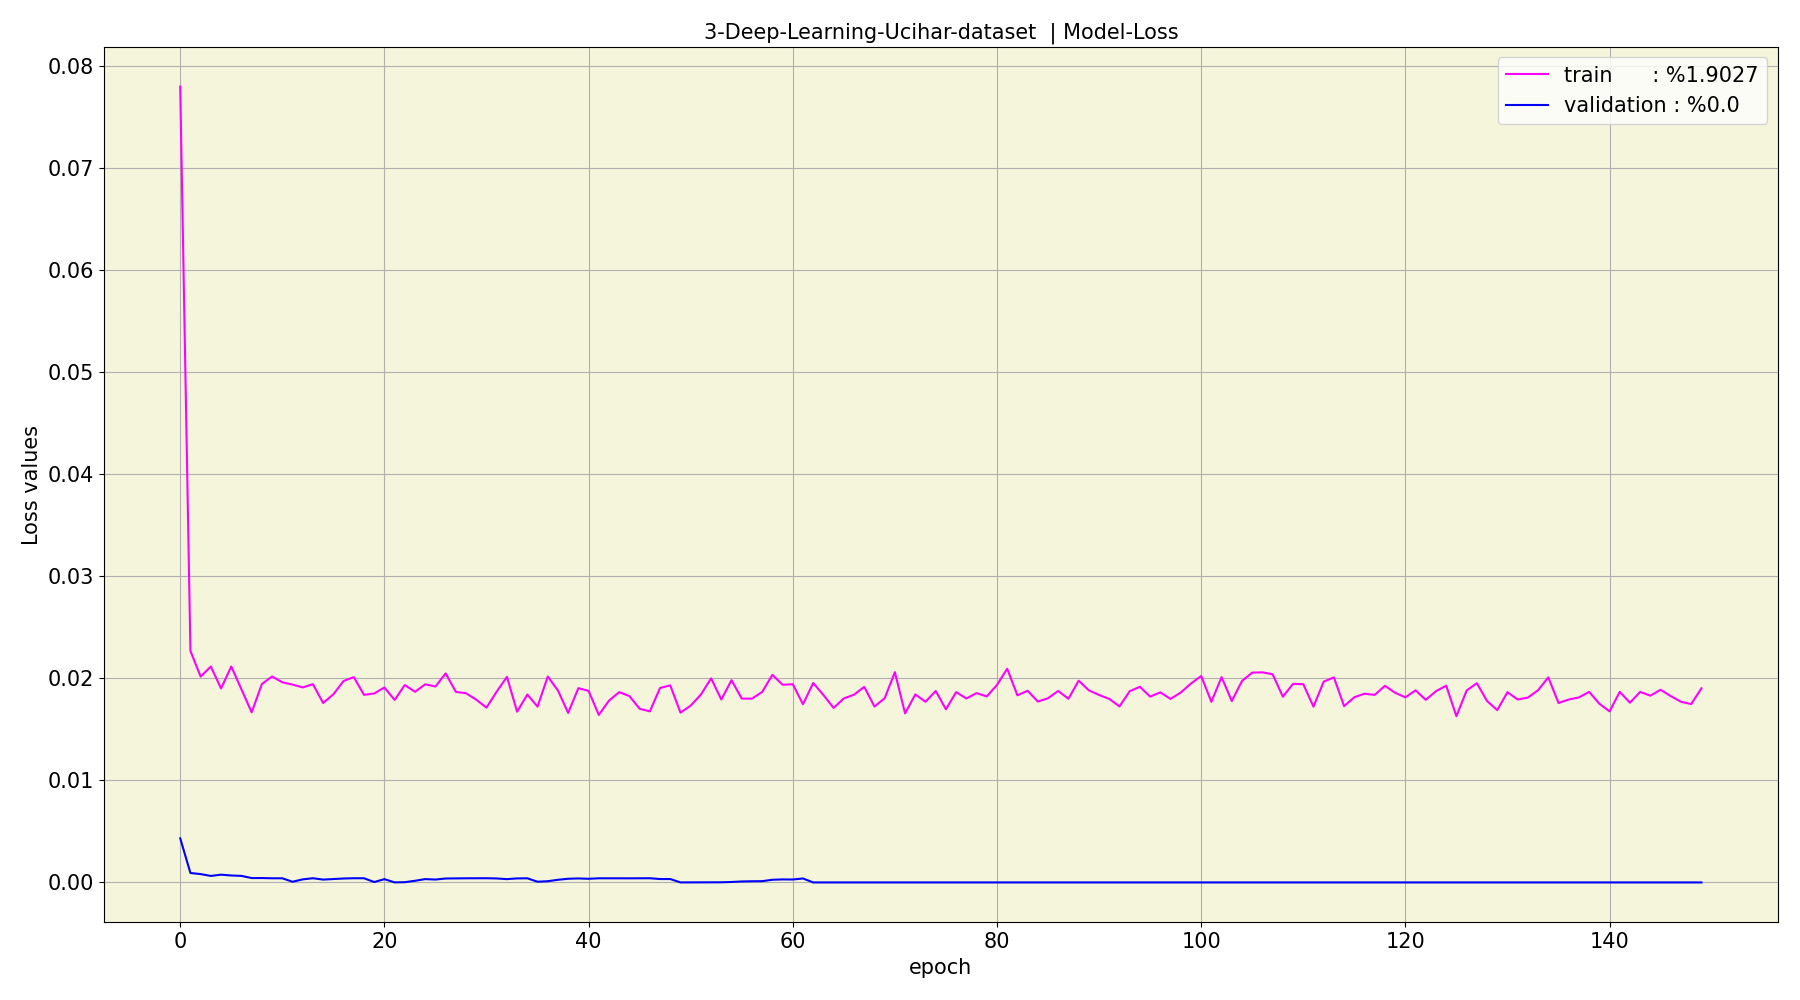 3-Deep-Learning-Ucihar-dataset | Model-Loss
train : %1.9027
validation : %0.0
Loss values
0.08
0.07
0.06
0.05
0.04
0.03
0.02
0.01
0.00
0 20 40 60 80 100 120 140
epoch